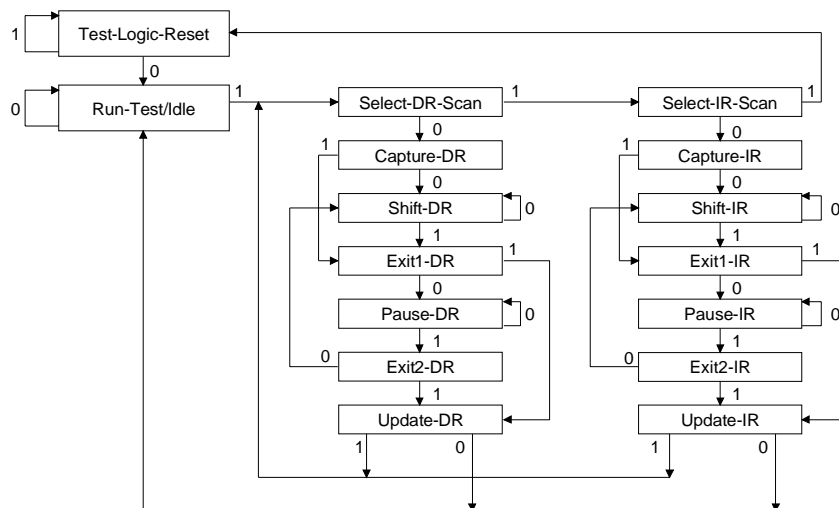 1 Test-Logic-Reset
0
0 Run-Test/Idle 1 Select-DR-Scan 1 Select-IR-Scan 1
0 0
1 Capture-DR 1 Capture-IR
0 0
Shift-DR 0 Shift-IR 0
1 1
Exit1-DR 1 Exit1-IR 1
0 0
Pause-DR 0 Pause-IR 0
1 1
0 Exit2-DR 0 Exit2-IR
1 1
Update-DR Update-IR
1 0 1 0